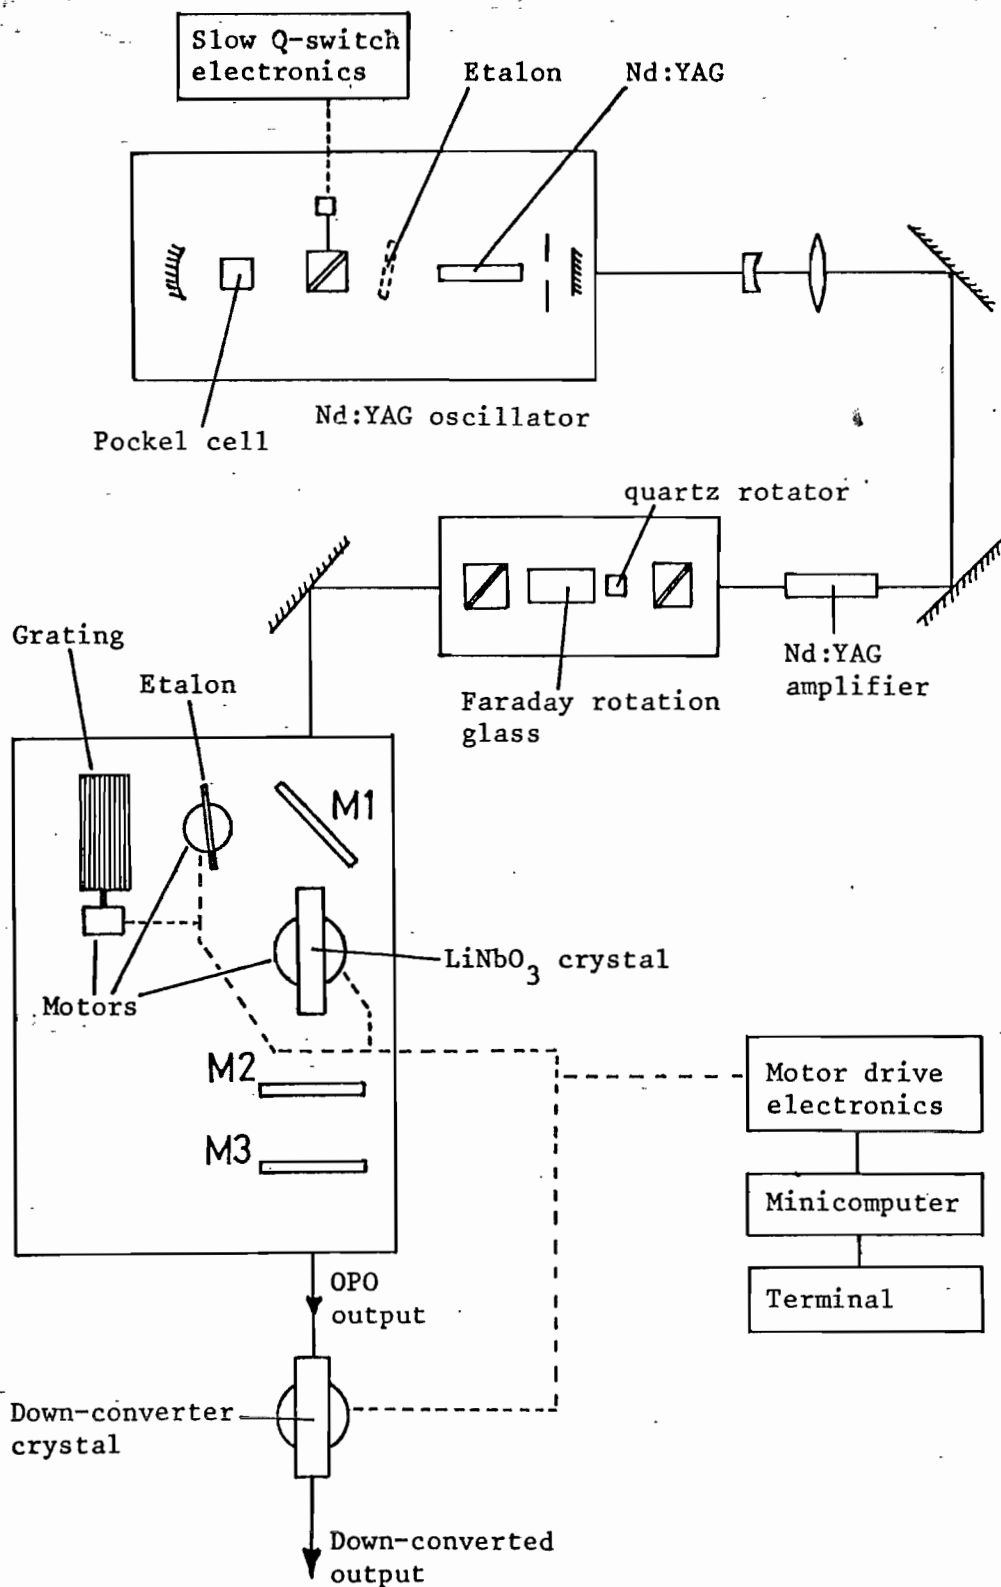 Slow Q-switch
electronics
Etalon
Nd:YAG
Pockel cell
Nd:YAG oscillator
quartz rotator
Nd:YAG
amplifier
Faraday rotation
glass
Grating
Etalon
M1
LiNbO3 crystal
Motors
M2
M3
Motor drive
electronics
Minicomputer
Terminal
OPO
output
Down-converter
crystal
Down-converted
output